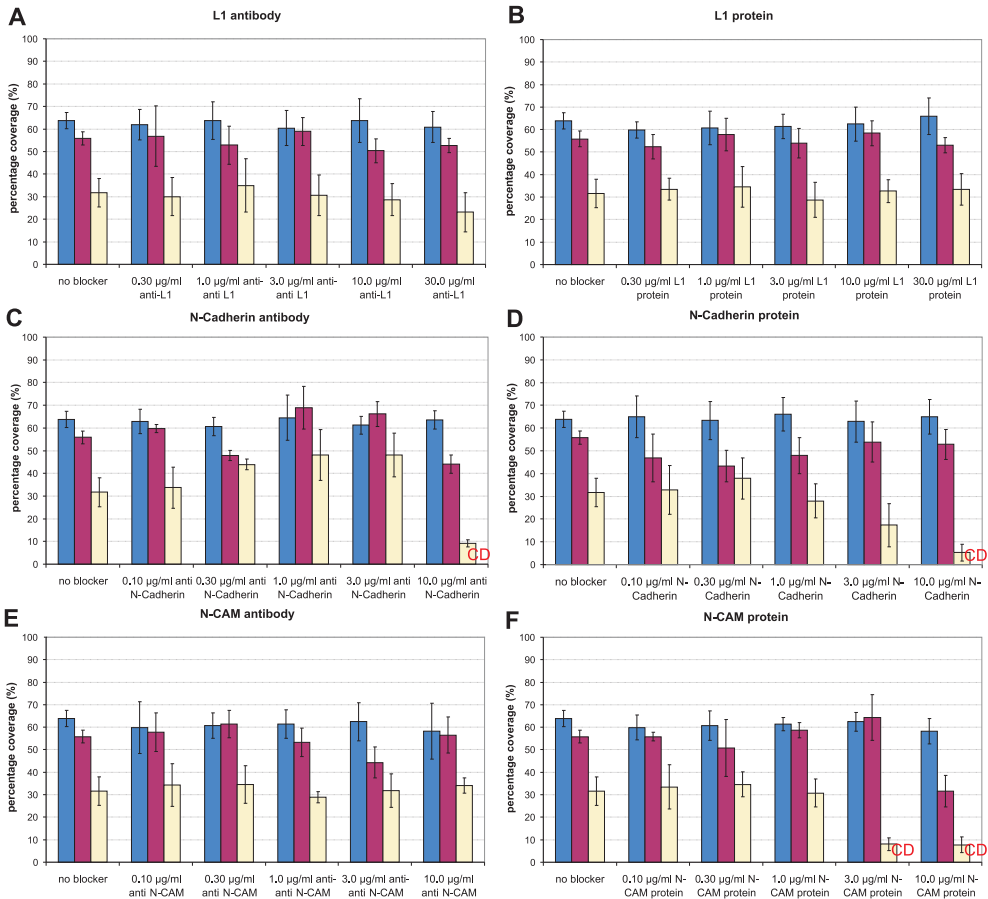 A
L1 antibody
percentage coverage (%)
100
90
80
70
60
50
40
30
20
10
0
no blocker
0.30 µg/ml anti-L1
1.0 µg/ml anti-anti L1
3.0 µg/ml anti-anti L1
10.0 µg/ml anti-L1
30.0 µg/ml anti-L1
B
L1 protein
percentage coverage (%)
100
90
80
70
60
50
40
30
20
10
0
no blocker
0.30 µg/ml L1 protein
1.0 µg/ml L1 protein
3.0 µg/ml L1 protein
10.0 µg/ml L1 protein
30.0 µg/ml L1 protein
C
N-Cadherin antibody
percentage coverage (%)
100
90
80
70
60
50
40
30
20
10
0
CD
no blocker
0.10 µg/ml anti N-Cadherin
0.30 µg/ml anti N-Cadherin
1.0 µg/ml anti N-Cadherin
3.0 µg/ml anti N-Cadherin
10.0 µg/ml anti N-Cadherin
D
N-Cadherin protein
percentage coverage (%)
100
90
80
70
60
50
40
30
20
10
0
CD
no blocker
0.10 µg/ml N-Cadherin
0.30 µg/ml N-Cadherin
1.0 µg/ml N-Cadherin
3.0 µg/ml N-Cadherin
10.0 µg/ml N-Cadherin
E
N-CAM antibody
percentage coverage (%)
100
90
80
70
60
50
40
30
20
10
0
no blocker
0.10 µg/ml anti N-CAM
0.30 µg/ml anti N-CAM
1.0 µg/ml anti-anti N-CAM
3.0 µg/ml anti-anti N-CAM
10.0 µg/ml anti N-CAM
F
N-CAM protein
percentage coverage (%)
100
90
80
70
60
50
40
30
20
10
0
CD
CD
no blocker
0.10 µg/ml N-CAM protein
0.30 µg/ml N-CAM protein
1.0 µg/ml N-CAM protein
3.0 µg/ml N-CAM protein
10.0 µg/ml N-CAM protein